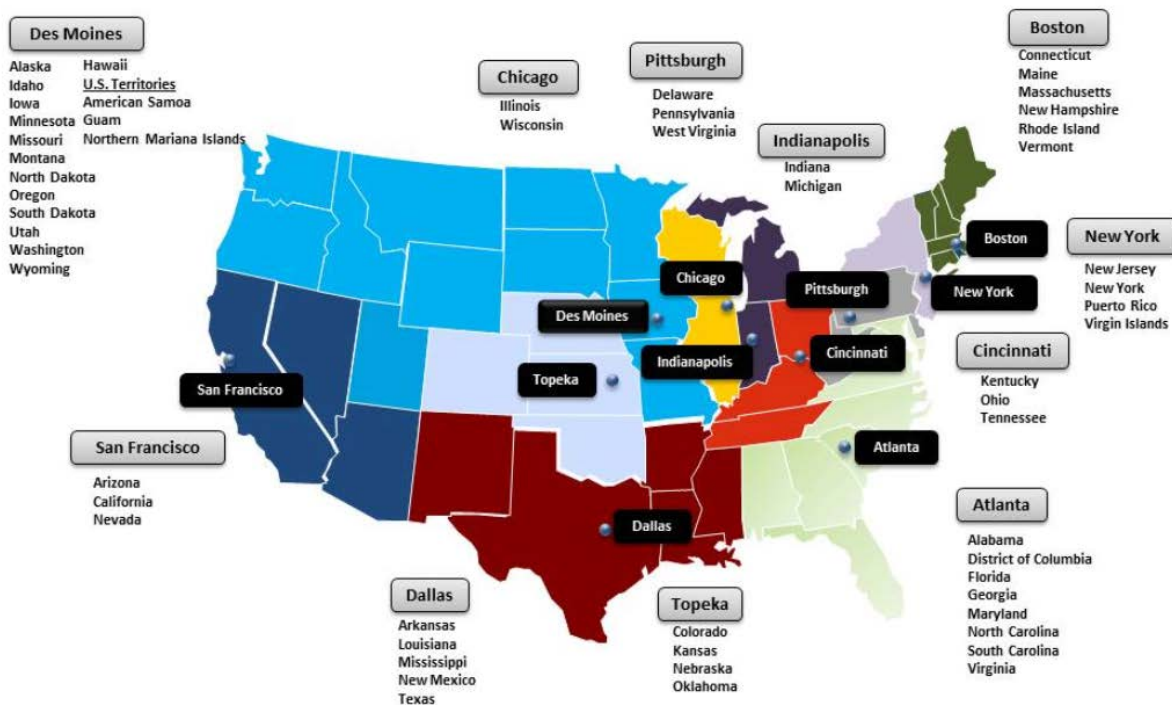 Des Moines
Alaska Hawaii
Idaho U.S. Territories
Iowa American Samoa
Minnesota Guam
Missouri Northern Mariana Islands
Montana
North Dakota
Oregon
South Dakota
Utah
Washington
Wyoming
Chicago
Illinois
Wisconsin
Pittsburgh
Delaware
Pennsylvania
West Virginia
Indianapolis
Indiana
Michigan
Boston
Connecticut
Maine
Massachusetts
New Hampshire
Rhode Island
Vermont
New York
New Jersey
New York
Puerto Rico
Virgin Islands
Cincinnati
Kentucky
Ohio
Tennessee
Boston
Chicago
Pittsburgh
New York
Des Moines
Indianapolis
Cincinnati
San Francisco
Topeka
Atlanta
Dallas
San Francisco
Arizona
California
Nevada
Dallas
Arkansas
Louisiana
Mississippi
New Mexico
Texas
Topeka
Colorado
Kansas
Nebraska
Oklahoma
Atlanta
Alabama
District of Columbia
Florida
Georgia
Maryland
North Carolina
South Carolina
Virginia